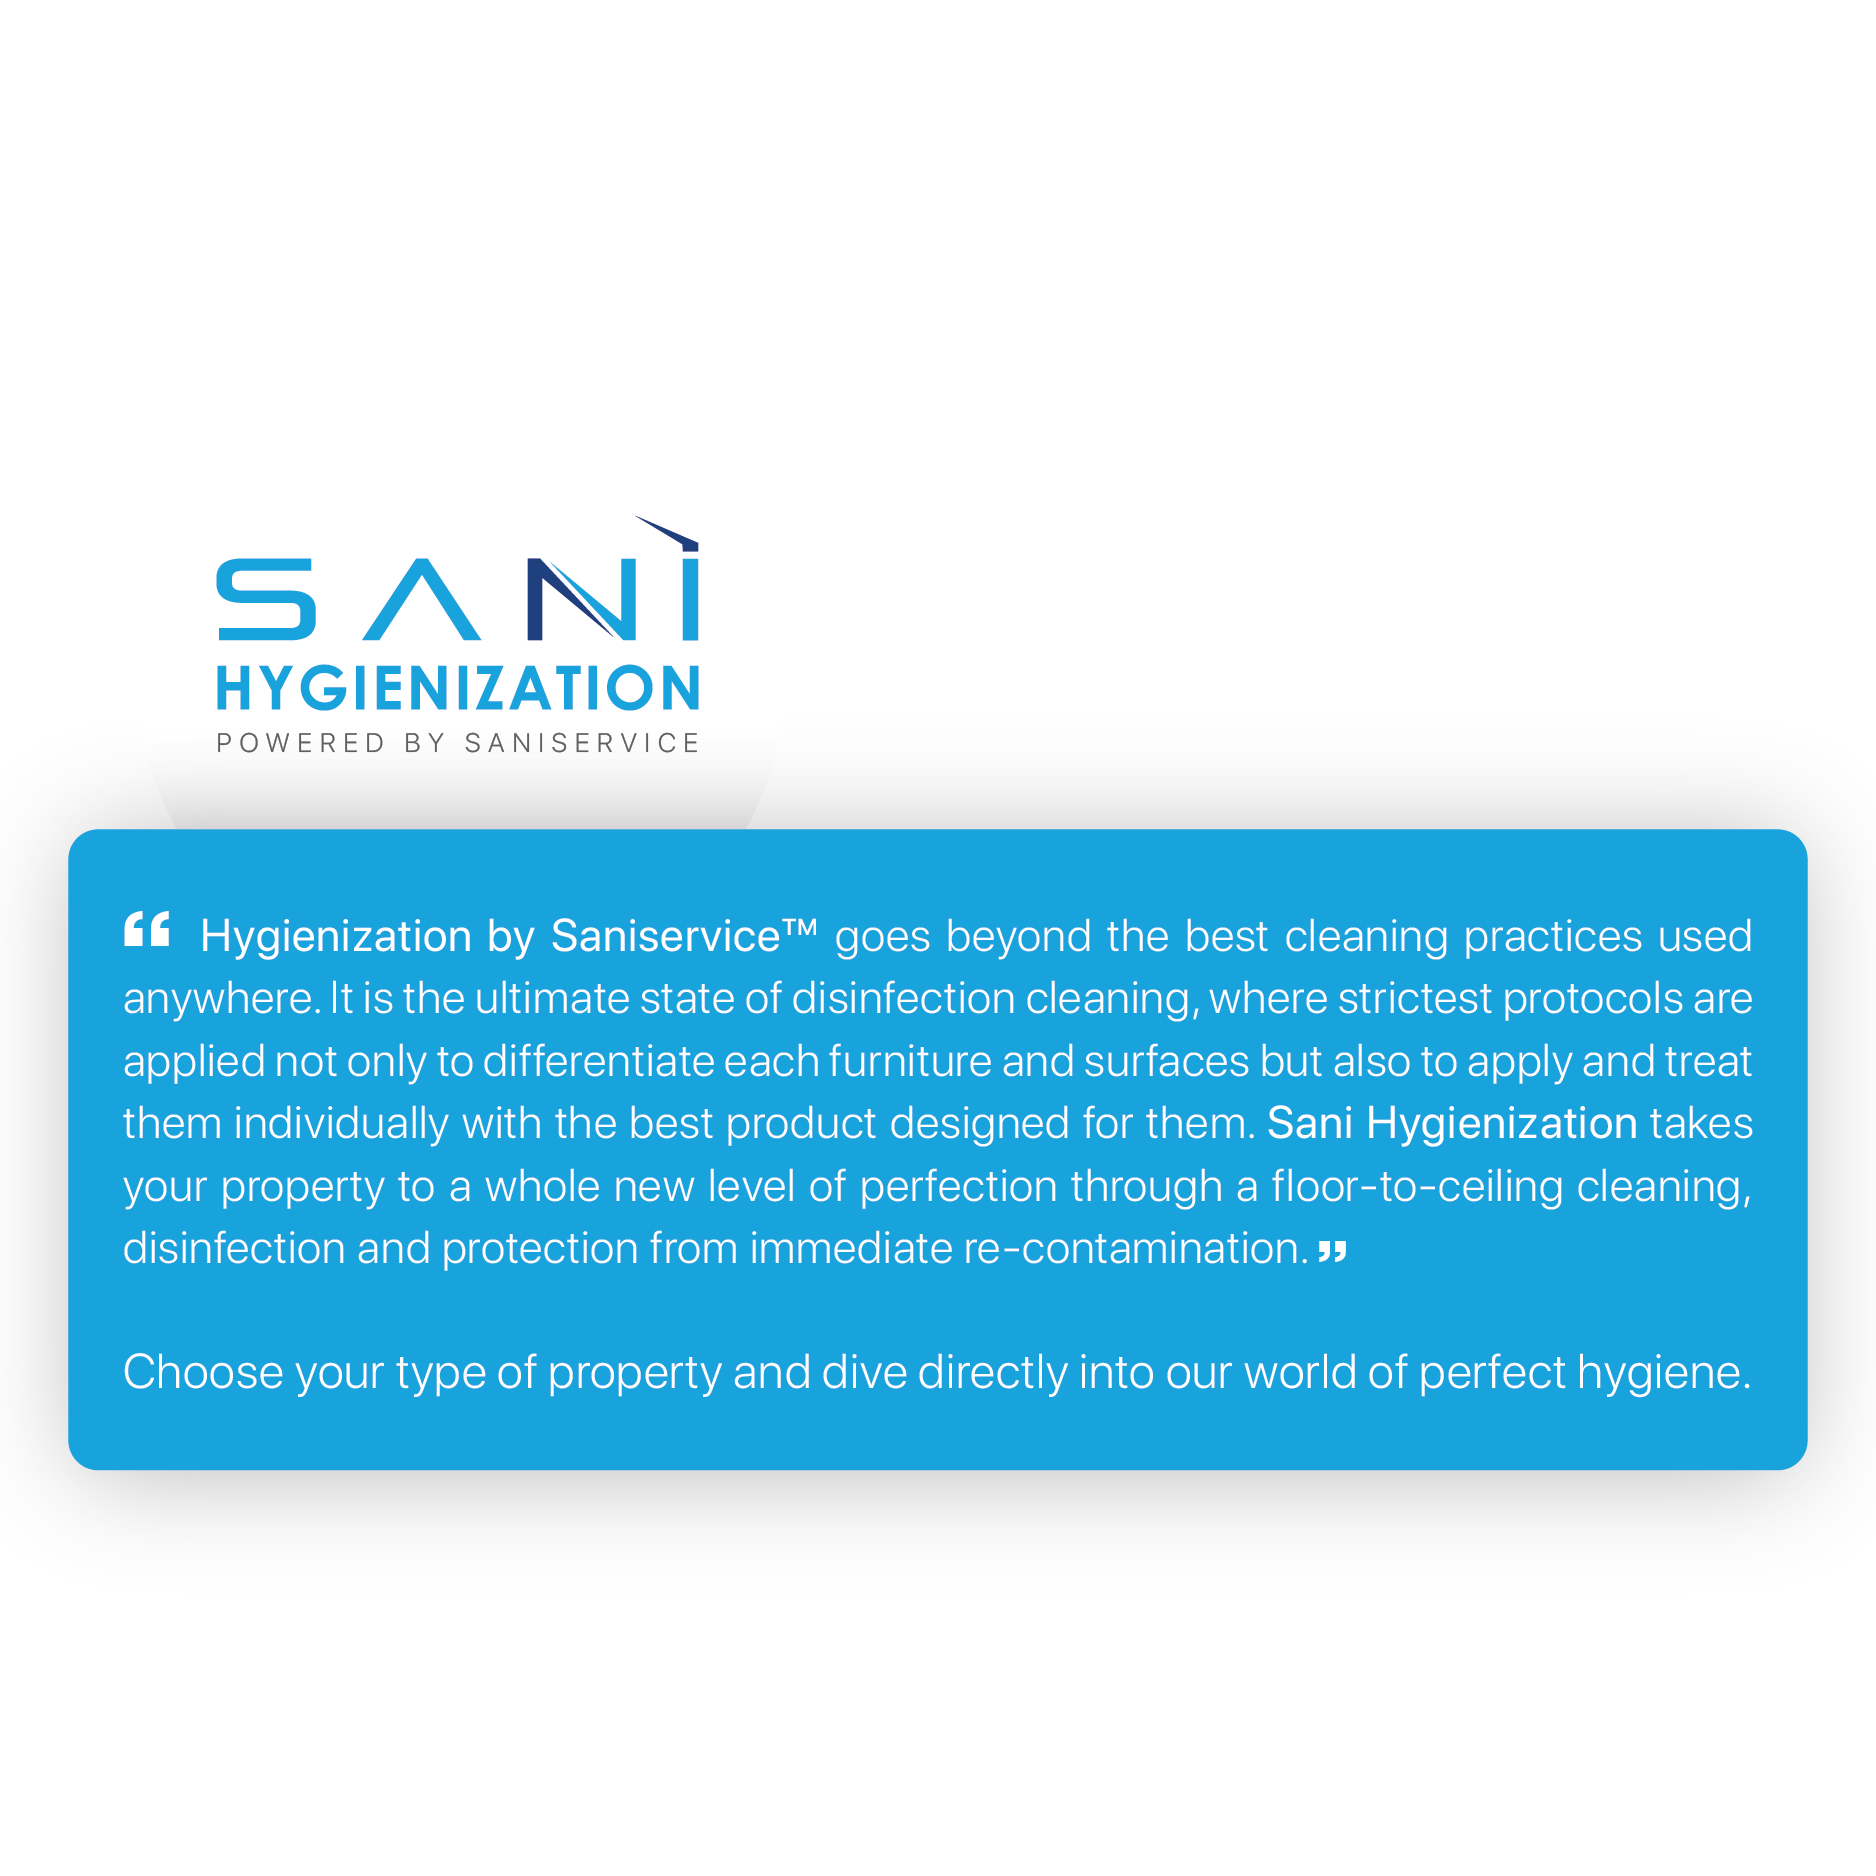 SANI
HYGIENIZATION
POWERED BY SANISERVICE
“ Hygienization by Saniservice™ goes beyond the best cleaning practices used
anywhere. It is the ultimate state of disinfection cleaning, where strictest protocols are
applied not only to differentiate each furniture and surfaces but also to apply and treat
them individually with the best product designed for them. Sani Hygienization takes
your property to a whole new level of perfection through a floor-to-ceiling cleaning,
disinfection and protection from immediate re-contamination. ”
Choose your type of property and dive directly into our world of perfect hygiene.